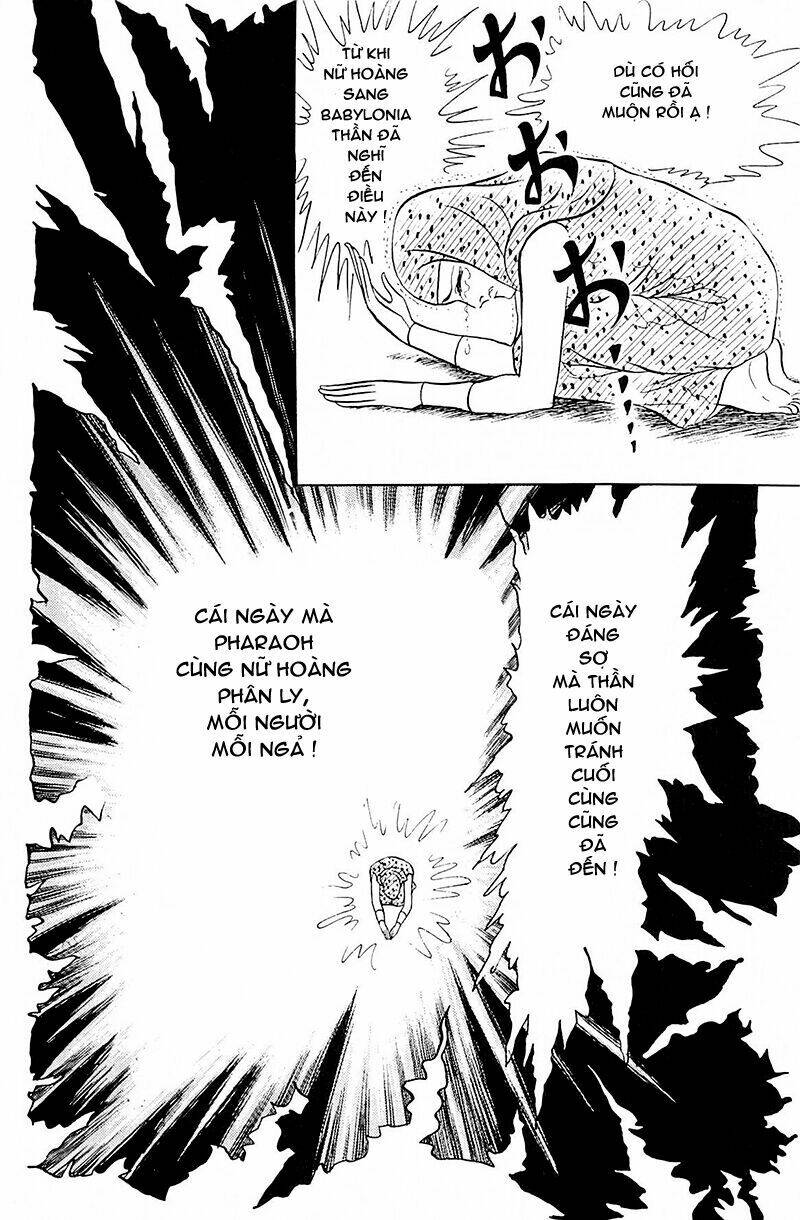 DÙ CÓ HỐI
CŨNG ĐÃ
MUỘN RỒI Ạ !
TỪ KHI
NỮ HOÀNG
SANG
BABYLONIA
THẦN ĐÃ
NGHĨ
ĐẾN
ĐIỀU
NÀY !
お
お
お
CÁI NGÀY
ĐÁNG
SỢ
MÀ THẦN
LUÔN
MUỐN
TRÁNH
CUỐI
CÙNG
CŨNG
ĐÃ
ĐẾN !
CÁI NGÀY MÀ
PHARAOH
CÙNG NỮ HOÀNG
PHÂN LY,
MỖI NGƯỜI
MỖI NGẢ !